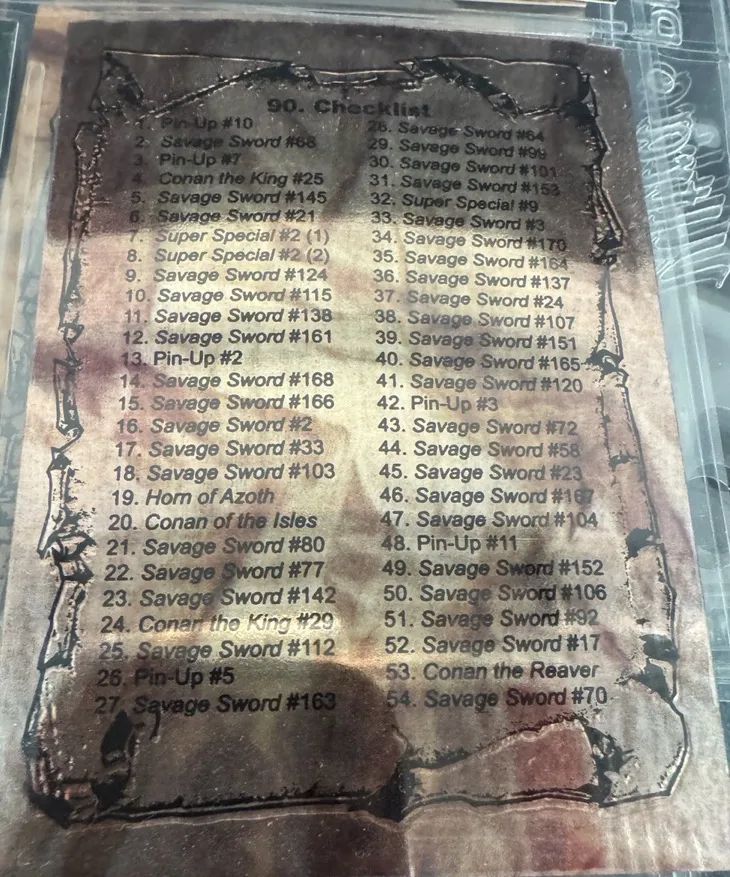 90. Checklist
1. Pin-Up #10
2. Savage Sword #68
3. Pin-Up #7
4. Conan the King #25
5. Savage Sword #145
6. Savage Sword #21
7. Super Special #2 (1)
8. Super Special #2 (2)
9. Savage Sword #124
10. Savage Sword #115
11. Savage Sword #138
12. Savage Sword #161
13. Pin-Up #2
14. Savage Sword #168
15. Savage Sword #166
16. Savage Sword #2
17. Savage Sword #33
18. Savage Sword #103
19. Horn of Azoth
20. Conan of the Isles
21. Savage Sword #80
22. Savage Sword #77
23. Savage Sword #142
24. Conan the King #29
25. Savage Sword #112
26. Pin-Up #5
27. Savage Sword #163
28. Savage Sword #64
29. Savage Sword #99
30. Savage Sword #101
31. Savage Sword #153
32. Super Special #9
33. Savage Sword #3
34. Savage Sword #170
35. Savage Sword #164
36. Savage Sword #137
37. Savage Sword #24
38. Savage Sword #107
39. Savage Sword #151
40. Savage Sword #165
41. Savage Sword #120
42. Pin-Up #3
43. Savage Sword #72
44. Savage Sword #58
45. Savage Sword #23
46. Savage Sword #167
47. Savage Sword #104
48. Pin-Up #11
49. Savage Sword #152
50. Savage Sword #106
51. Savage Sword #92
52. Savage Sword #17
53. Conan the Reaver
54. Savage Sword #70